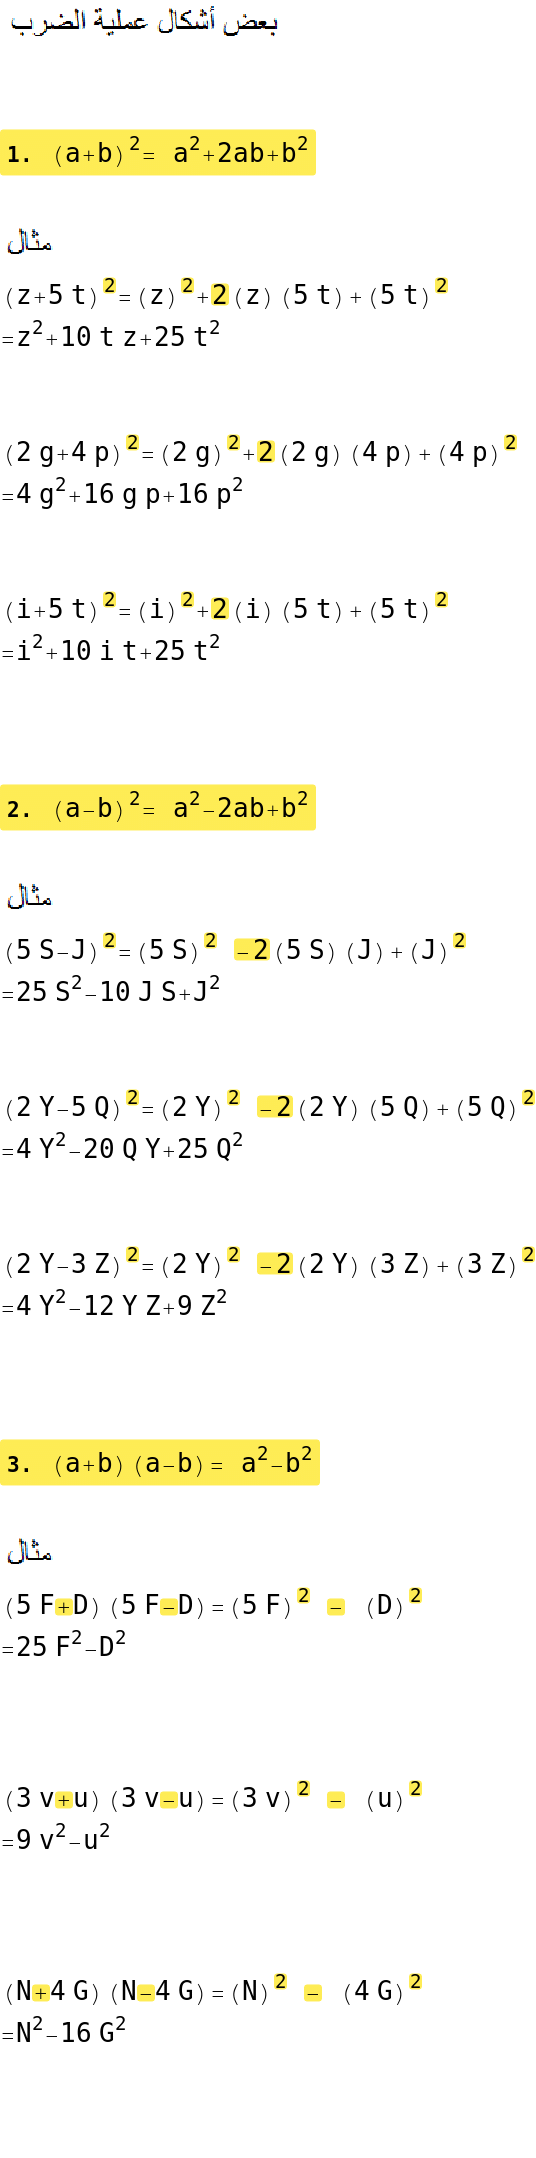 بعض أشكال عملية الضرب
1. (a+b)²= a²+2ab+b²
مثال
(z+5 t)²=(z)²+2(z) (5 t)+(5 t)²
=z²+10 t z+25 t²
(2 g+4 p)²=(2 g)²+2(2 g) (4 p)+(4 p)²
=4 g²+16 g p+16 p²
(i+5 t)²=(i)²+2(i) (5 t)+(5 t)²
=i²+10 i t+25 t²
2. (a−b)²= a²−2ab+b²
مثال
(5 S−J)²=(5 S)² −2(5 S) (J)+(J)²
=25 S²−10 J S+J²
(2 Y−5 Q)²=(2 Y)² −2(2 Y) (5 Q)+(5 Q)²
=4 Y²−20 Q Y+25 Q²
(2 Y−3 Z)²=(2 Y)² −2(2 Y) (3 Z)+(3 Z)²
=4 Y²−12 Y Z+9 Z²
3. (a+b) (a−b)= a²−b²
مثال
(5 F+D) (5 F−D)=(5 F)² − (D)²
=25 F²−D²
(3 v+u) (3 v−u)=(3 v)² − (u)²
=9 v²−u²
(N+4 G) (N−4 G)=(N)² − (4 G)²
=N²−16 G²